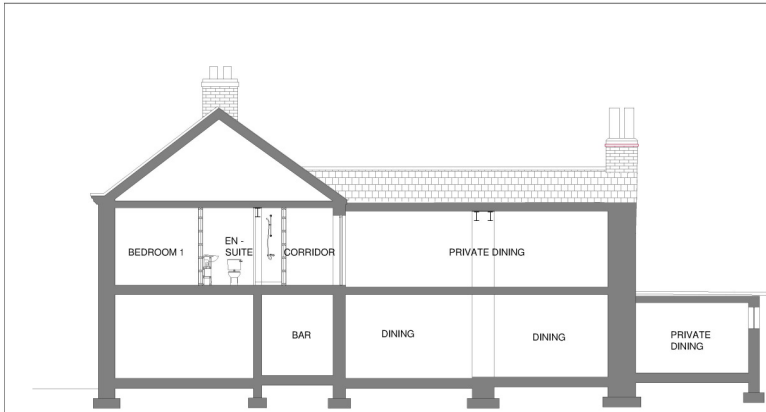 BEDROOM 1
EN -
SUITE
CORRIDOR
PRIVATE DINING
BAR
DINING
DINING
PRIVATE
DINING